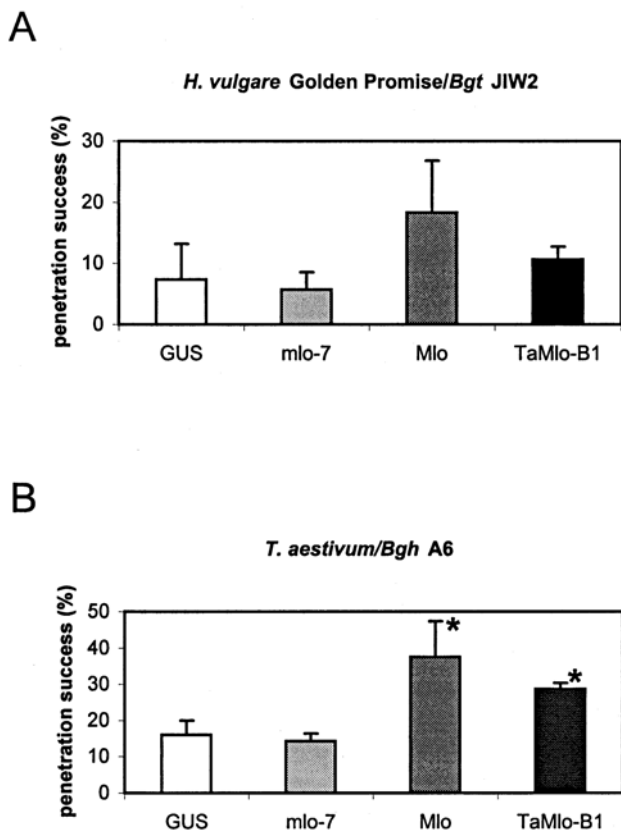 A
H. vulgare Golden Promise/Bgt JIW2
penetration success (%)
30
20
10
0
GUS mlo-7 Mlo TaMlo-B1
B
T. aestivum/Bgh A6
penetration success (%)
50
40
30
20
10
0
*
*
GUS mlo-7 Mlo TaMlo-B1